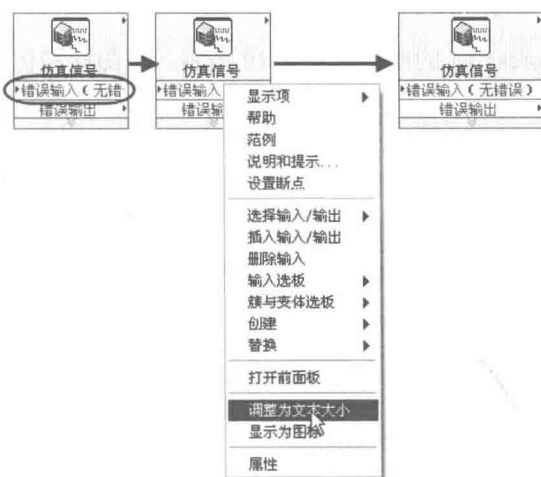 仿真信号
错误输入(无错
错误输出
仿真信号
错误输入
错误输
仿真信号
错误输入(无错误)
错误输出
显示项
帮助
范例
说明和提示...
设置断点
选择输入/输出
插入输入/输出
删除输入
输入选板
簇与变体选板
创建
替换
打开前面板
调整为文本大小
显示为图标
属性